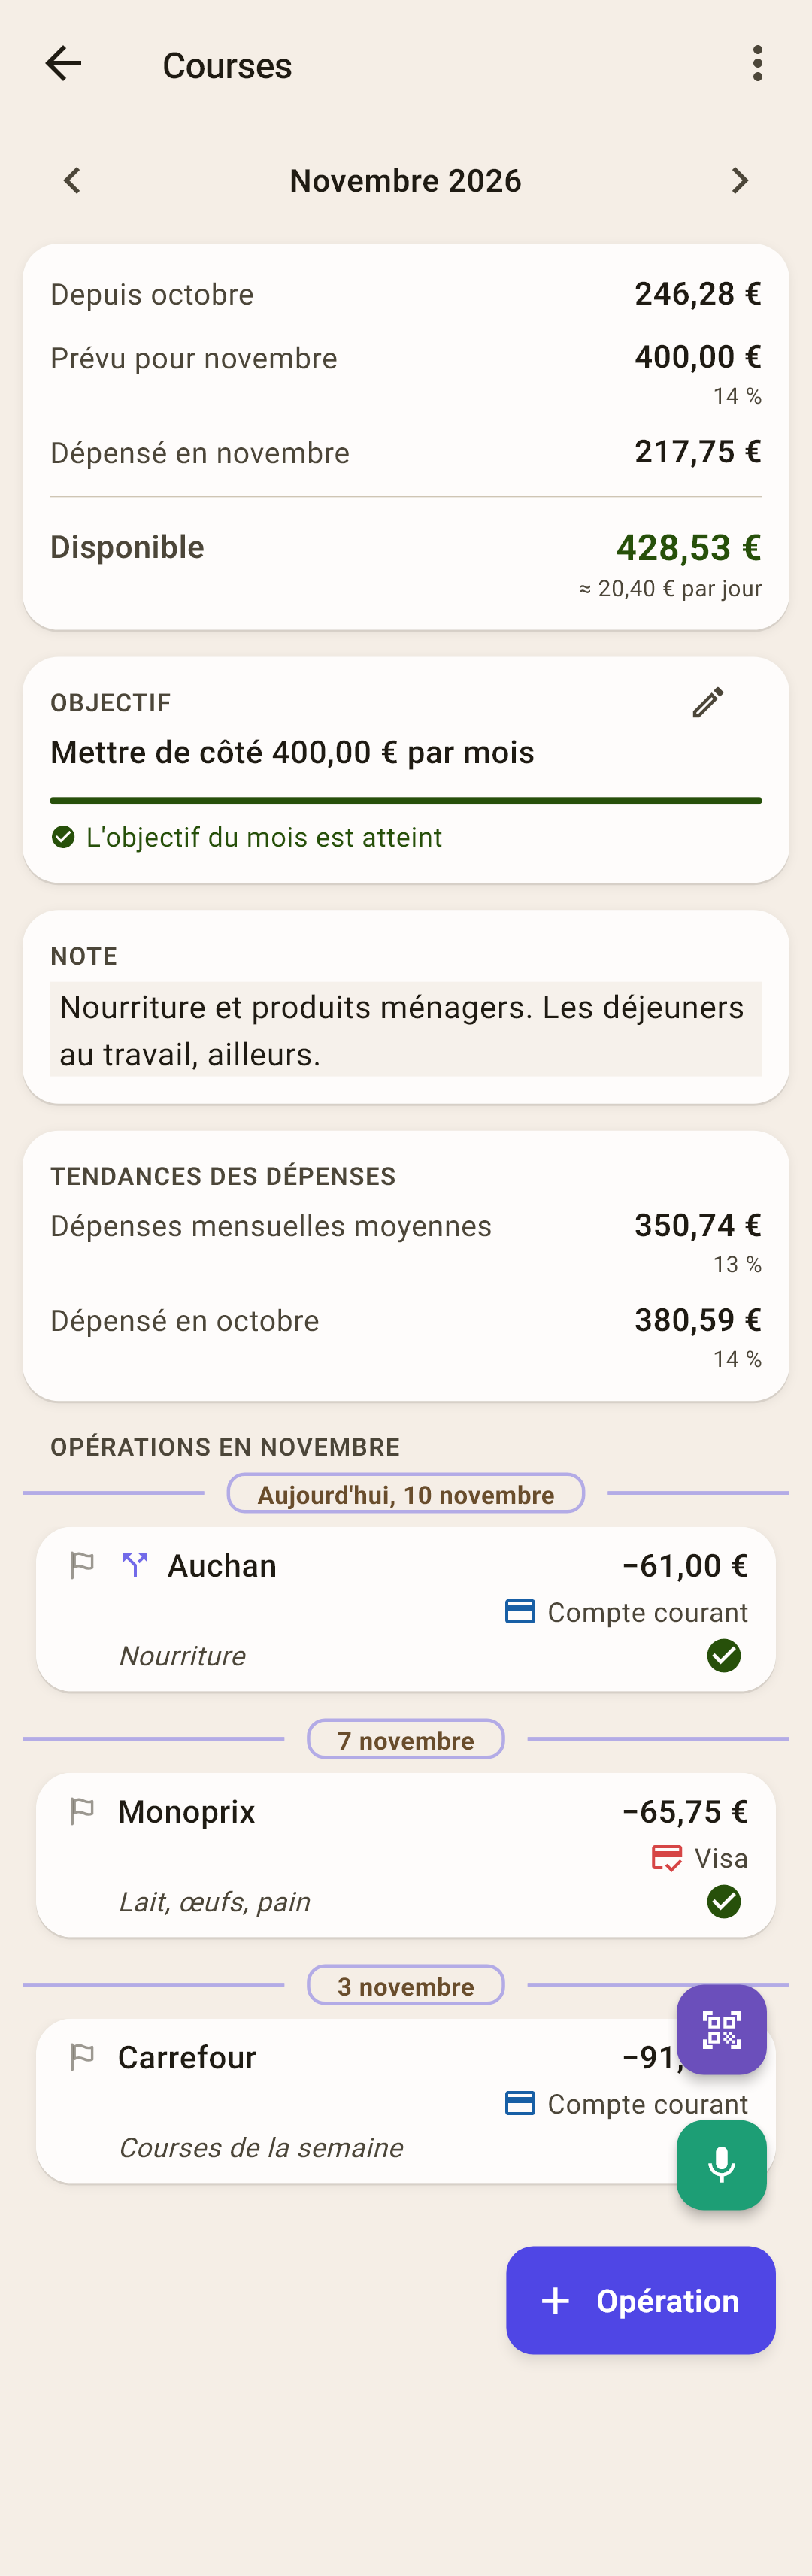 Courses
Novembre 2026
Depuis octobre 246,28 €
Prévu pour novembre 400,00 €
14 %
Dépensé en novembre 217,75 €
Disponible 428,53 €
≈ 20,40 € par jour
OBJECTIF
Mettre de côté 400,00 € par mois
L'objectif du mois est atteint
NOTE
Nourriture et produits ménagers. Les déjeuners
au travail, ailleurs.
TENDANCES DES DÉPENSES
Dépenses mensuelles moyennes 350,74 €
13 %
Dépensé en octobre 380,59 €
14 %
OPÉRATIONS EN NOVEMBRE
Aujourd'hui, 10 novembre
Auchan −61,00 €
Compte courant
Nourriture
7 novembre
Monoprix −65,75 €
Visa
Lait, œufs, pain
3 novembre
Carrefour −91,
Compte courant
Courses de la semaine
Opération